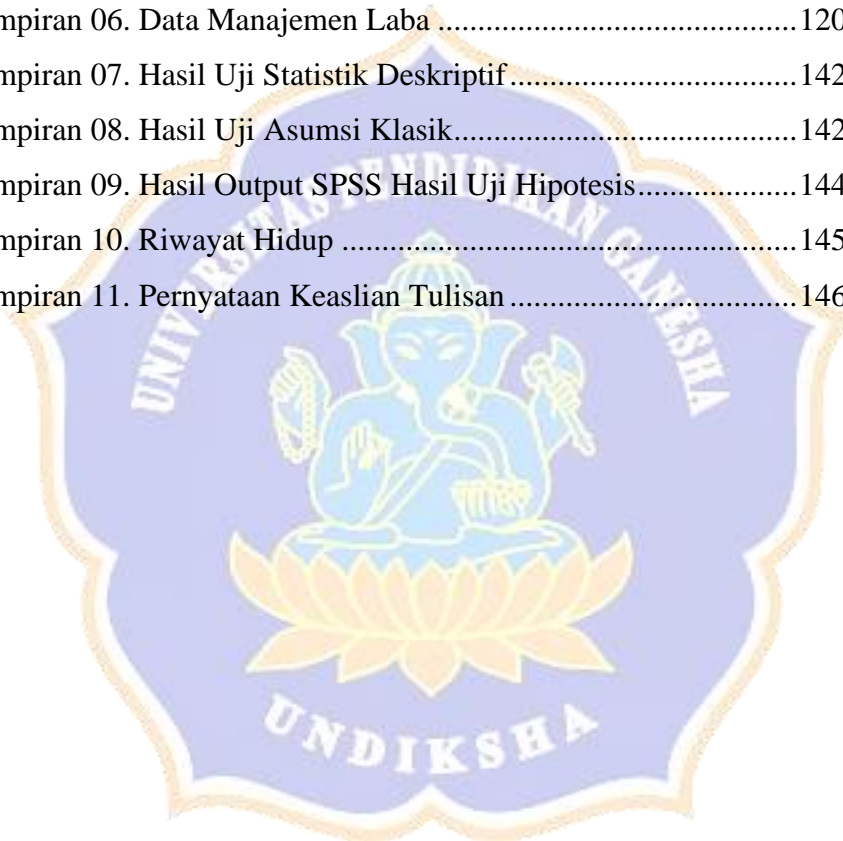 mpiran 06. Data Manajemen Laba ............................................. 120
mpiran 07. Hasil Uji Statistik Deskriptif .................................... 142
mpiran 08. Hasil Uji Asumsi Klasik ........................................... 142
mpiran 09. Hasil Output SPSS Hasil Uji Hipotesis .................... 144
mpiran 10. Riwayat Hidup ......................................................... 145
mpiran 11. Pernyataan Keaslian Tulisan .................................... 146
UNIVERSITAS PENDIDIKAN GANESHA
UNDIKSHA